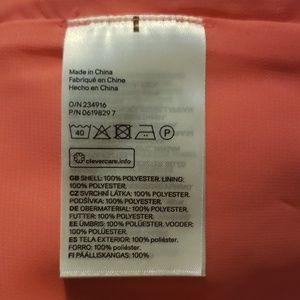 Made in China
Fabriqué en Chine
Hecho en China
O/N 234916
P/N 0619829 7
40
clevercare.info
GB SHELL: 100% POLYESTER. LINING:
100% POLYESTER.
CZ SVRCHNÍ LÁTKA: 100% POLYESTER.
PODŠÍVKA: 100% POLYESTER.
DE OBERMATERIAL: 100% POLYESTER.
FUTTER: 100% POLYESTER.
EE ÜMBRIS: 100% POLÜESTER. VOODER:
100% POLÜESTER.
ES TELA EXTERIOR: 100% poliéster.
FORRO: 100% poliéster.
FI PÄÄLLISKANGAS: 100%